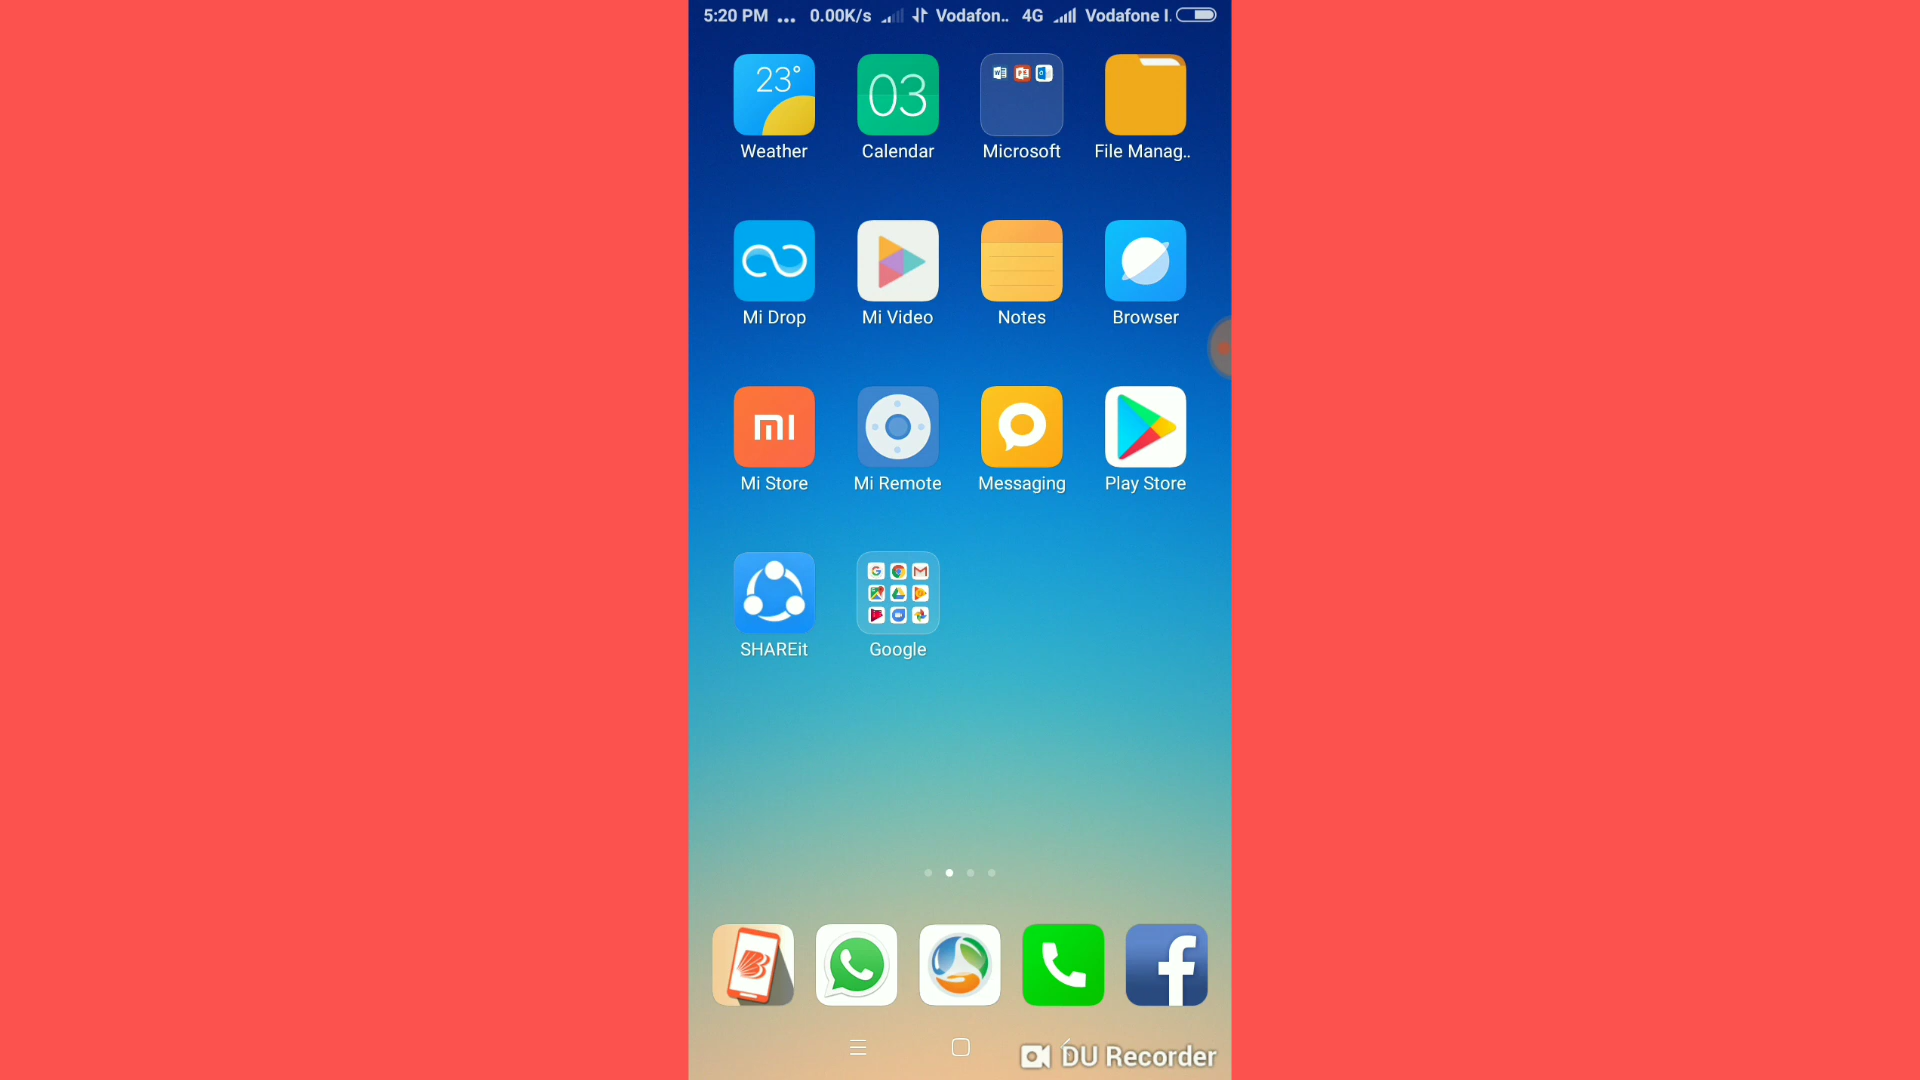 5:20 PM ... 0.00K/s Vodafon.. 4G Vodafone I.
23° 03
Weather Calendar Microsoft File Manag..
Mi Drop Mi Video Notes Browser
mi
Mi Store Mi Remote Messaging Play Store
SHAREit Google
DU Recorder